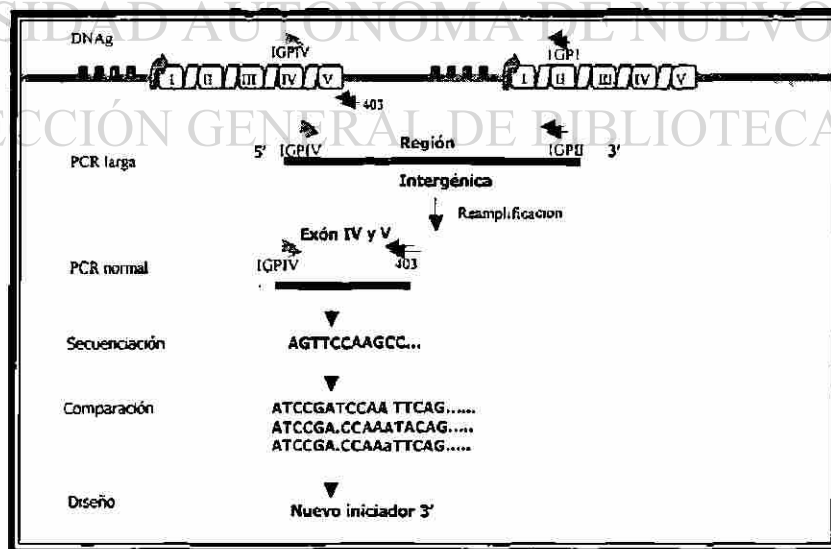 SIDAD AUTÓNOMA DE NUEVO
DNAg
IGPIV
IGPI
I II III IV V
I II III IV V
403
ECCIÓN GENERAL DE BIBLIOTECA
5' IGPIV Región IGPII 3'
PCR larga
Intergénica
Reamplificacion
Exón IV y V
IGPIV 403
PCR normal
Secuenciación AGTTCCAAGCC...
Comparación ATCCGATCCAA TTCAG......
ATCCGA.CCAAATACAG.....
ATCCGA.CCAAaTTCAG.....
Diseño Nuevo iniciador 3'